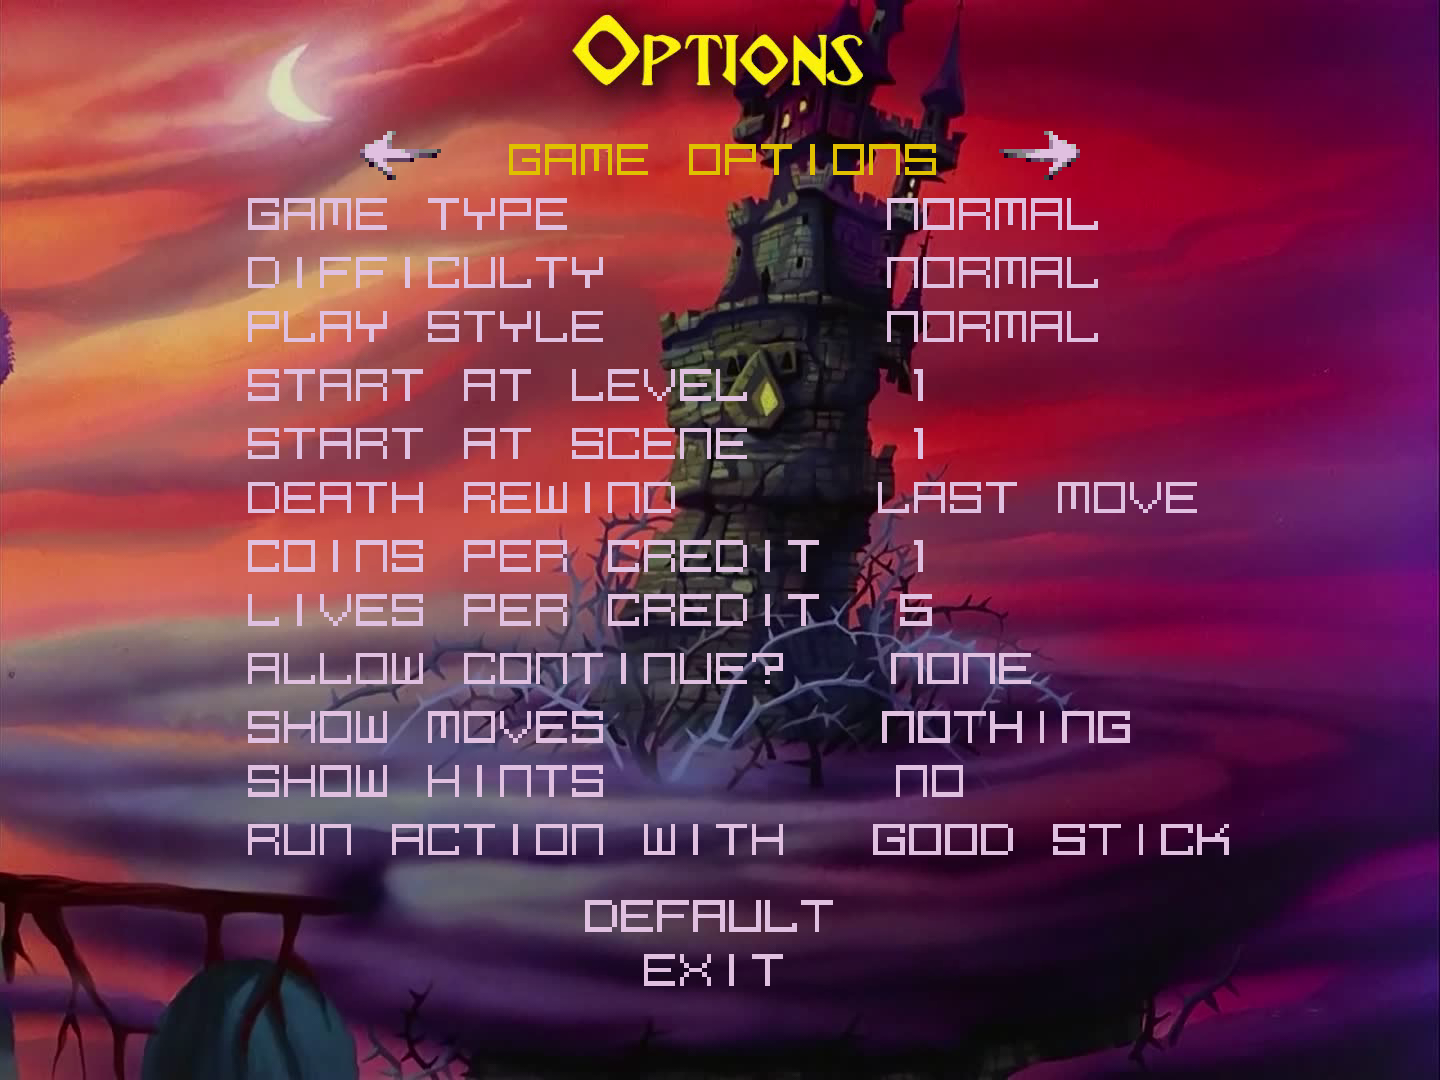 OPTIONS
GAME OPTIONS
GAME TYPE NORMAL
DIFFICULTY NORMAL
PLAY STYLE NORMAL
START AT LEVEL 1
START AT SCENE 1
DEATH REWIND LAST MOVE
COINS PER CREDIT 1
LIVES PER CREDIT 5
ALLOW CONTINUE? NONE
SHOW MOVES NOTHING
SHOW HINTS NO
RUN ACTION WITH GOOD STICK
DEFAULT
EXIT